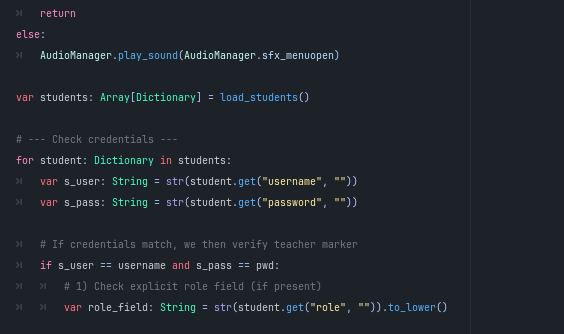 return
else:
AudioManager.play_sound(AudioManager.sfx_menuopen)
var students: Array[Dictionary] = load_students()
# --- Check credentials ---
for student: Dictionary in students:
var s_user: String = str(student.get("username", ""))
var s_pass: String = str(student.get("password", ""))
# If credentials match, we then verify teacher marker
if s_user == username and s_pass == pwd:
# 1) Check explicit role field (if present)
var role_field: String = str(student.get("role", "")).to_lower()